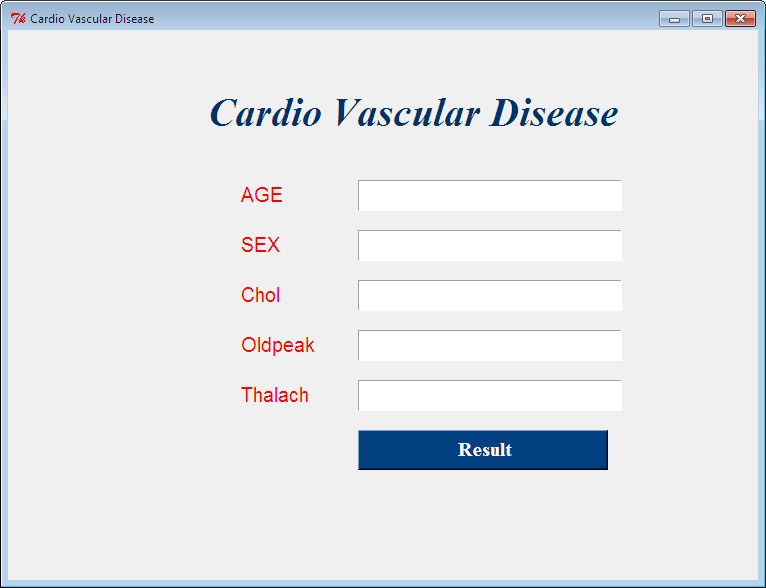 Cardio Vascular Disease
Cardio Vascular Disease
AGE
SEX
Chol
Oldpeak
Thalach
Result